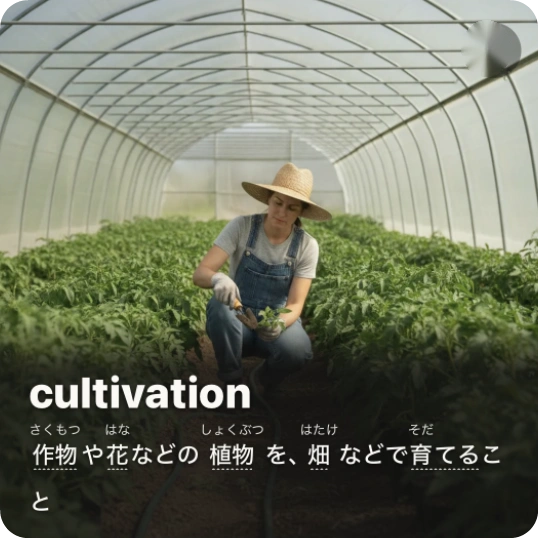 cultivation
さくもつ はな しょくぶつ はたけ そだ
作物や花などの植物を、畑などで育てるこ
と